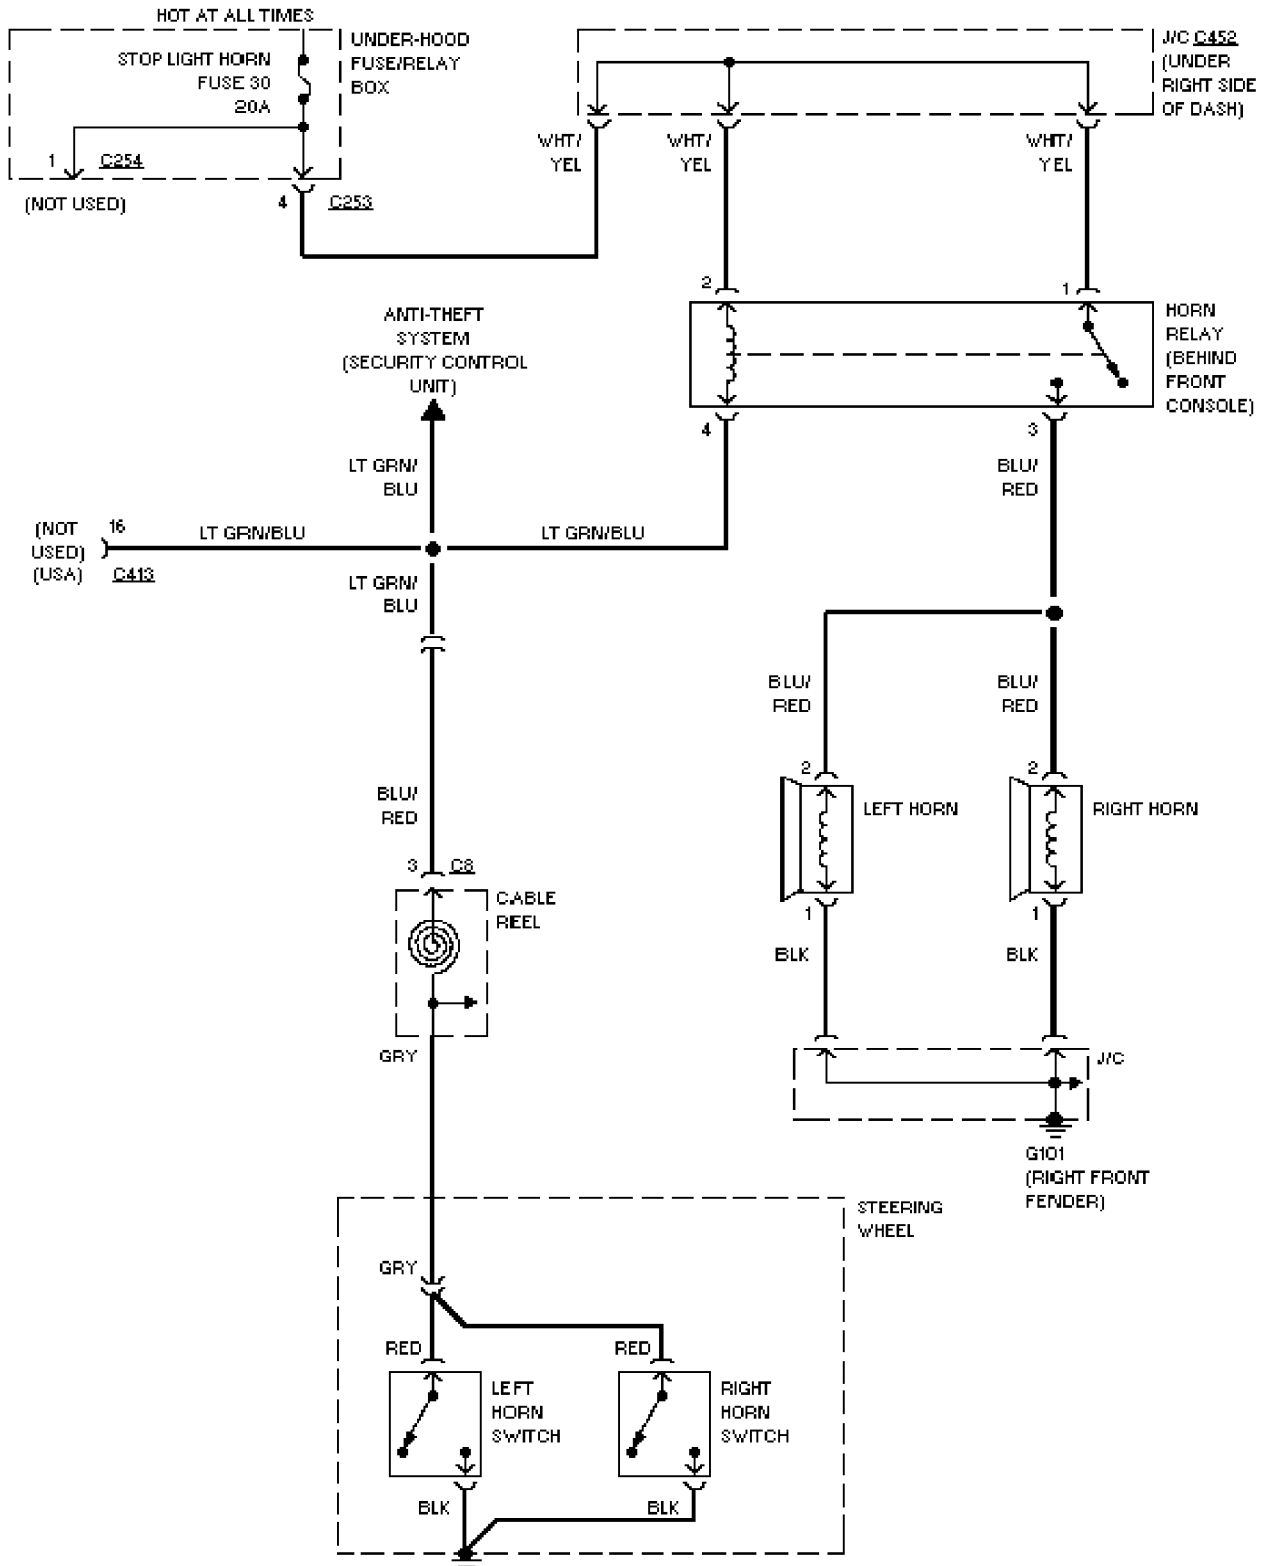 HOT AT ALL TIMES
STOP LIGHT HORN
FUSE 30
20A
UNDER-HOOD
FUSE/RELAY
BOX
1
C254
(NOT USED)
4
C253
J/C C452
(UNDER
RIGHT SIDE
OF DASH)
WHT/
YEL
WHT/
YEL
WHT/
YEL
2
1
HORN
RELAY
(BEHIND
FRONT
CONSOLE)
4
3
ANTI-THEFT
SYSTEM
(SECURITY CONTROL
UNIT)
LT GRN/
BLU
BLU/
RED
(NOT
USED)
(USA)
16
C413
LT GRN/BLU
LT GRN/BLU
LT GRN/
BLU
BLU/
RED
BLU/
RED
2
2
LEFT HORN
RIGHT HORN
BLU/
RED
3
C8
CABLE
REEL
1
1
BLK
BLK
GRY
J/C
G101
(RIGHT FRONT
FENDER)
STEERING
WHEEL
GRY
RED
RED
LEFT
HORN
SWITCH
RIGHT
HORN
SWITCH
BLK
BLK